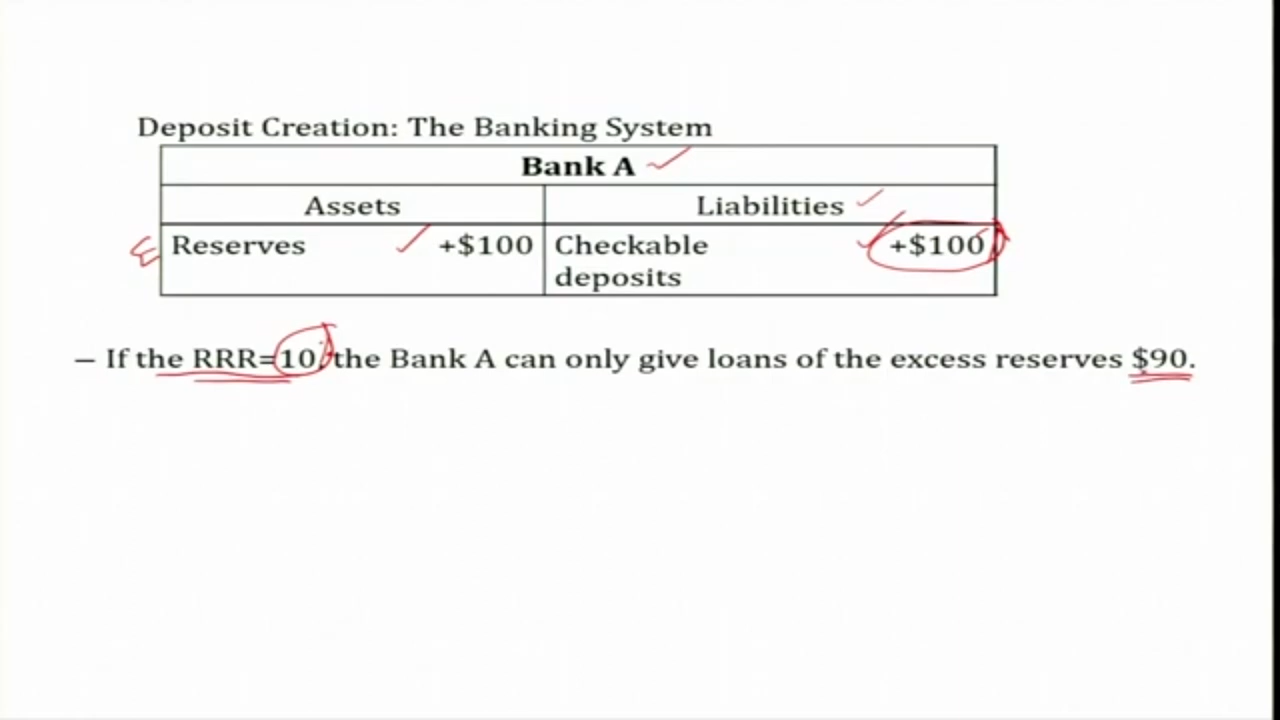 Deposit Creation: The Banking System
Bank A
Assets Liabilities
Reserves +$100 Checkable +$100
deposits
– If the RRR=10, the Bank A can only give loans of the excess reserves $90.